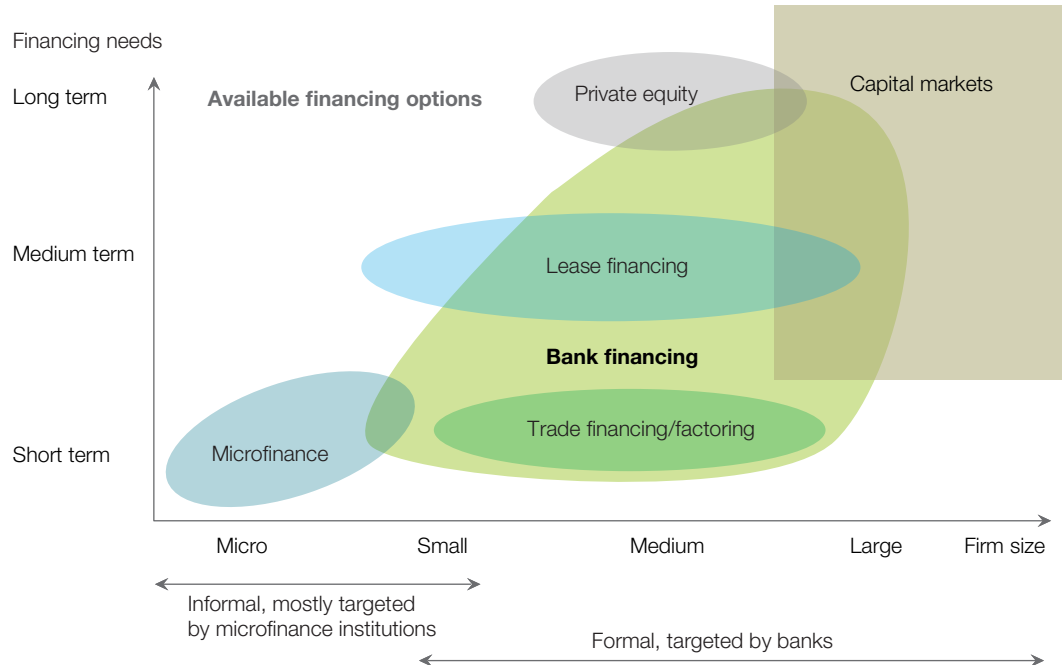 Financing needs
Long term
Available financing options
Private equity
Capital markets
Medium term
Lease financing
Bank financing
Short term
Microfinance
Trade financing/factoring
Micro
Small
Medium
Large
Firm size
Informal, mostly targeted
by microfinance institutions
Formal, targeted by banks